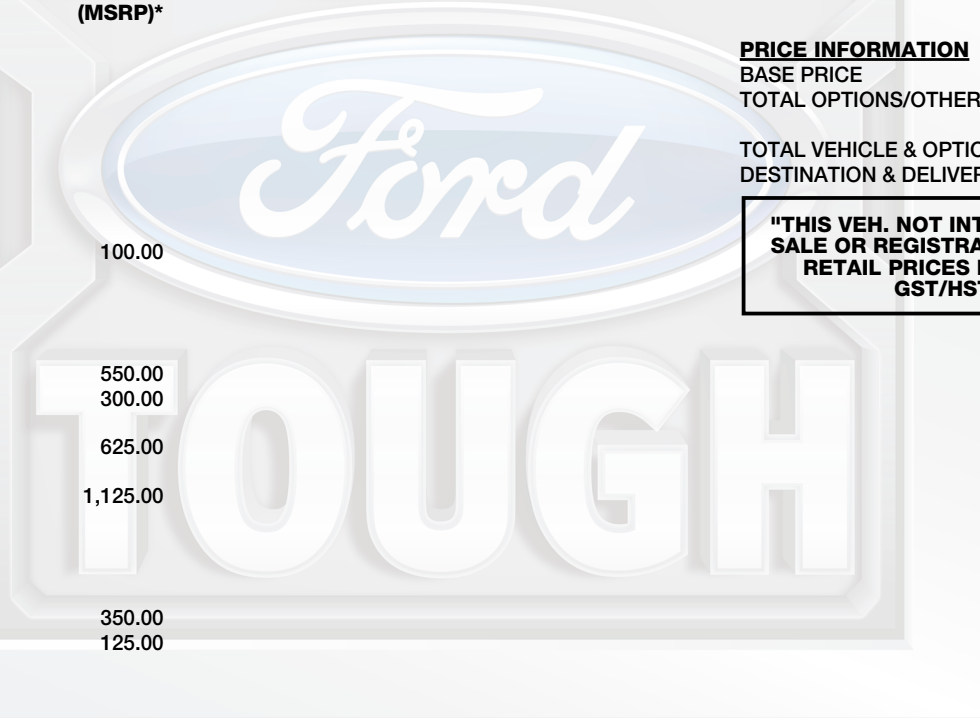 (MSRP)*
PRICE INFORMATION
BASE PRICE
TOTAL OPTIONS/OTHER
TOTAL VEHICLE & OPTIO
DESTINATION & DELIVER
"THIS VEH. NOT INT
SALE OR REGISTRA
RETAIL PRICES
GST/HST
Ford
100.00
TOUGH
550.00
300.00
625.00
1,125.00
350.00
125.00